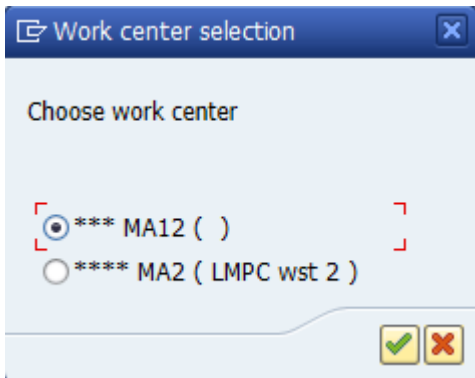 Work center selection
Choose work center
*** MA12 ( )
**** MA2 ( LMPC wst 2 )